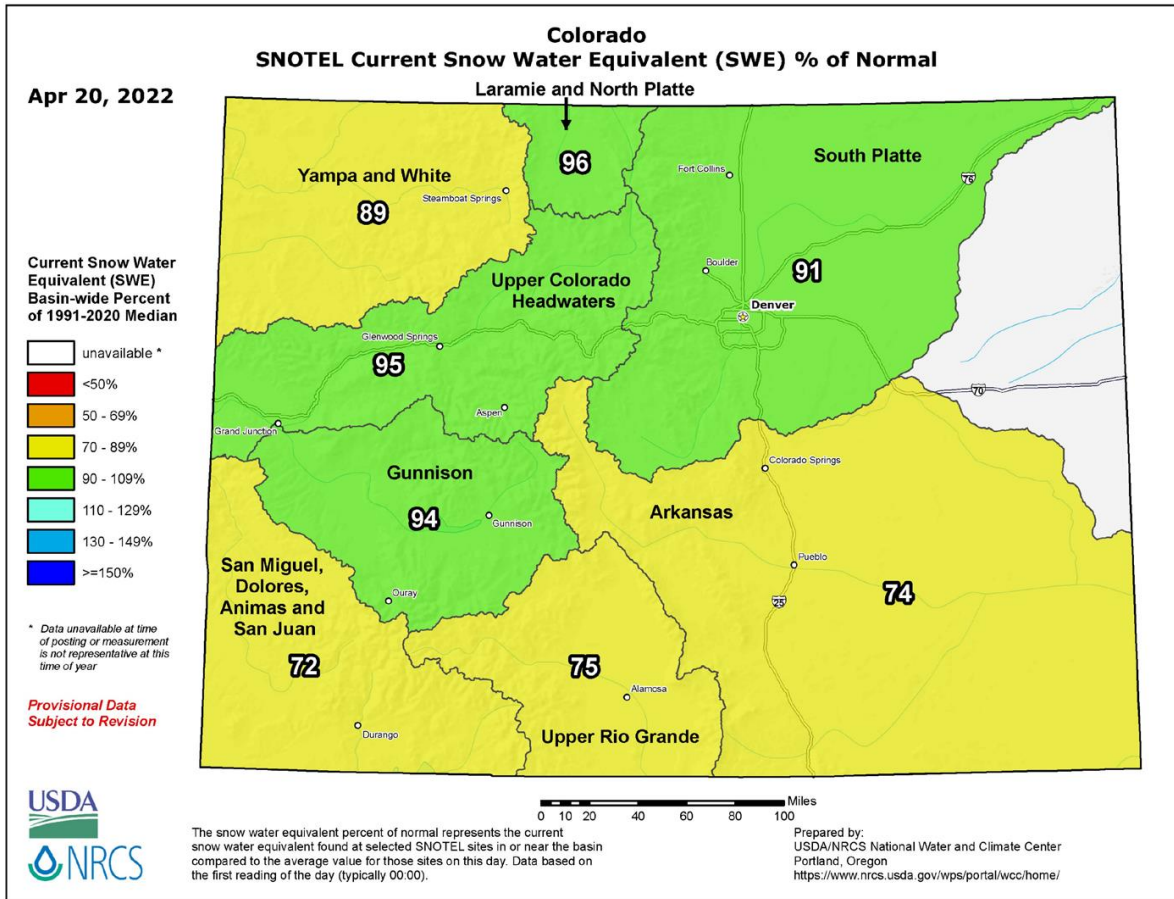 Colorado
SNOTEL Current Snow Water Equivalent (SWE) % of Normal
Apr 20, 2022
Laramie and North Platte
96
South Platte
Fort Collins
76
Yampa and White
Steamboat Springs
89
Current Snow Water
Equivalent (SWE)
Basin-wide Percent
of 1991-2020 Median
unavailable *
<50%
50 - 69%
70 - 89%
90 - 109%
110 - 129%
130 - 149%
>=150%
* Data unavailable at time
of posting or measurement
is not representative at this
time of year
Provisional Data
Subject to Revision
Boulder
91
Upper Colorado
Headwaters
Denver
Glenwood Springs
95
70
Aspen
Grand Junction
Gunnison
94
Gunnison
Colorado Springs
Arkansas
Pueblo
74
25
San Miguel,
Dolores,
Animas and
San Juan
Ouray
72
75
Alamosa
Durango
Upper Rio Grande
USDA
NRCS
0 10 20 40 60 80 100 Miles
The snow water equivalent percent of normal represents the current
snow water equivalent found at selected SNOTEL sites in or near the basin
compared to the average value for those sites on this day. Data based on
the first reading of the day (typically 00:00).
Prepared by:
USDA/NRCS National Water and Climate Center
Portland, Oregon
https://www.nrcs.usda.gov/wps/portal/wcc/home/